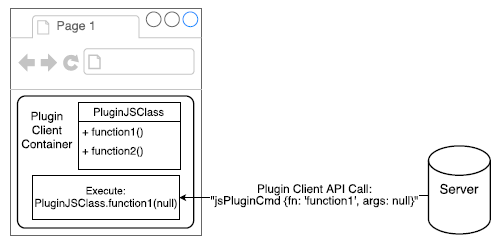 Page 1
Plugin
Client
Container
PluginJSClass
+ function1()
+ function2()
Execute:
PluginJSClass.function1(null)
Plugin Client API Call:
"jsPluginCmd {fn: 'function1', args: null}"
Server